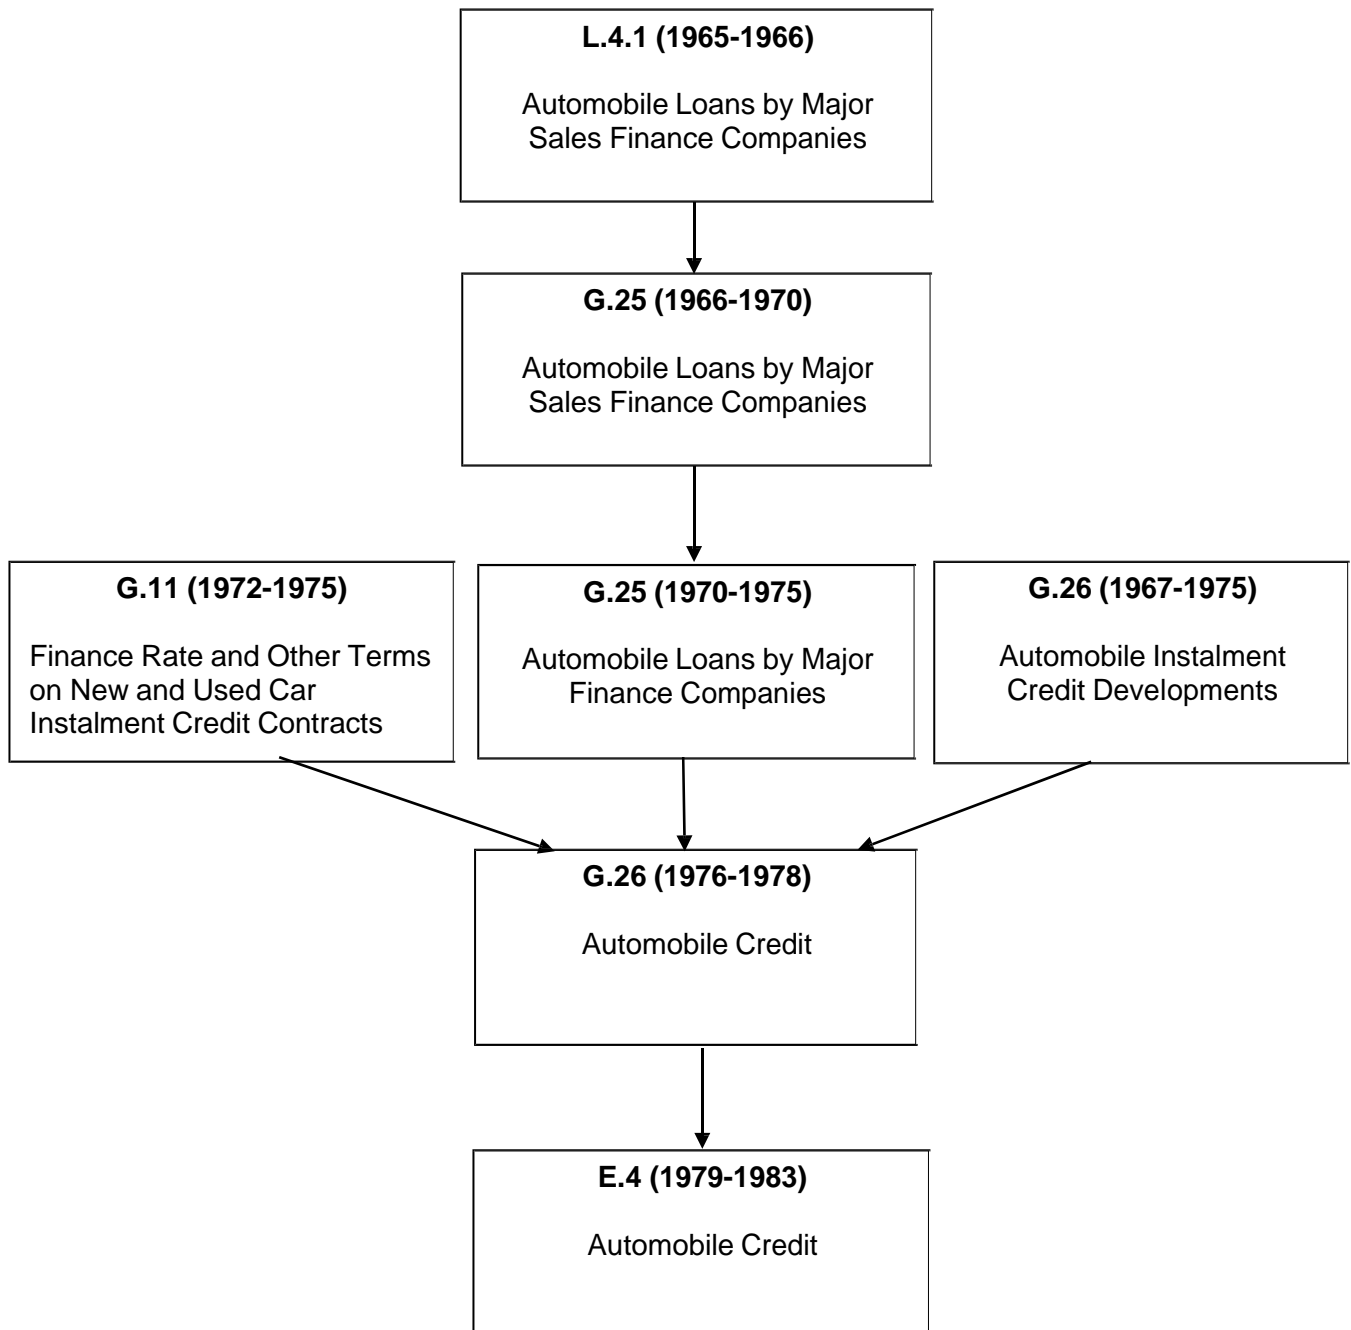 L.4.1 (1965-1966)
Automobile Loans by Major
Sales Finance Companies
G.25 (1966-1970)
Automobile Loans by Major
Sales Finance Companies
G.11 (1972-1975)
Finance Rate and Other Terms
on New and Used Car
Instalment Credit Contracts
G.25 (1970-1975)
Automobile Loans by Major
Finance Companies
G.26 (1967-1975)
Automobile Instalment
Credit Developments
G.26 (1976-1978)
Automobile Credit
E.4 (1979-1983)
Automobile Credit